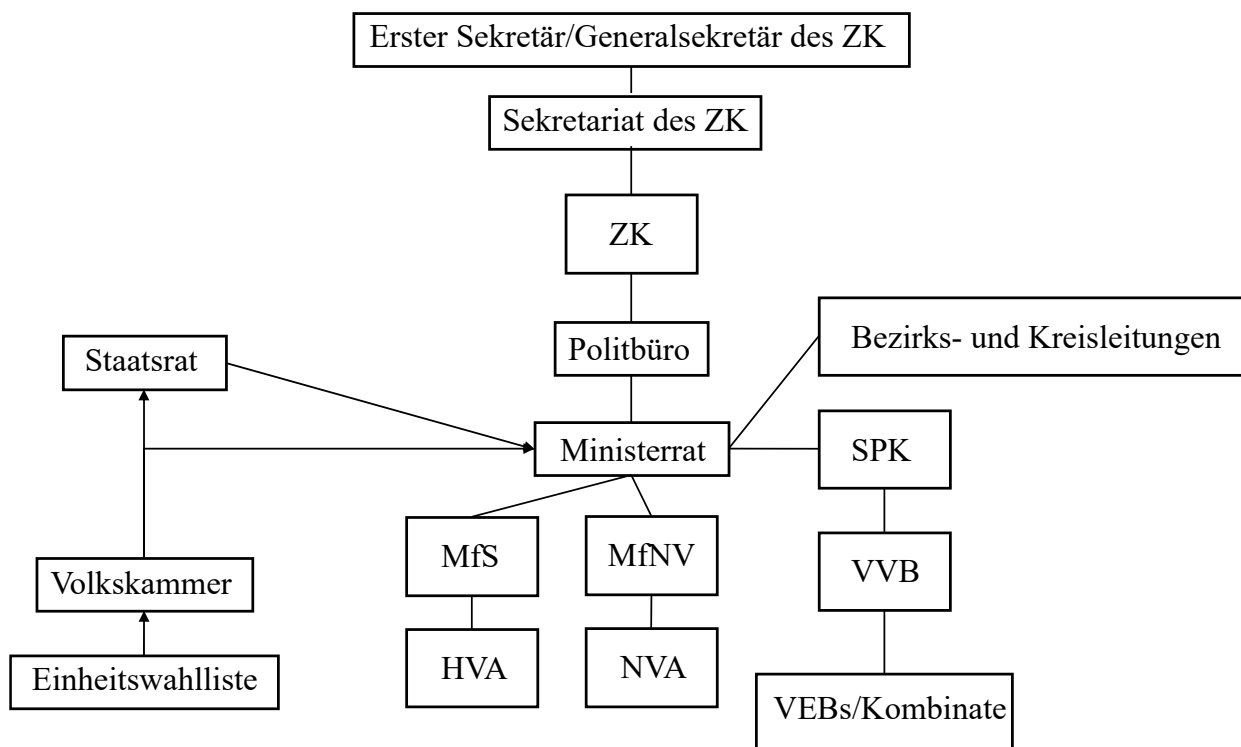 Erster Sekretär/Generalsekretär des ZK
Sekretariat des ZK
ZK
Politbüro
Bezirks- und Kreisleitungen
Staatsrat
Ministerrat
SPK
MfS
MfNV
VVB
Volkskammer
HVA
NVA
Einheitswahlliste
VEBs/Kombinate